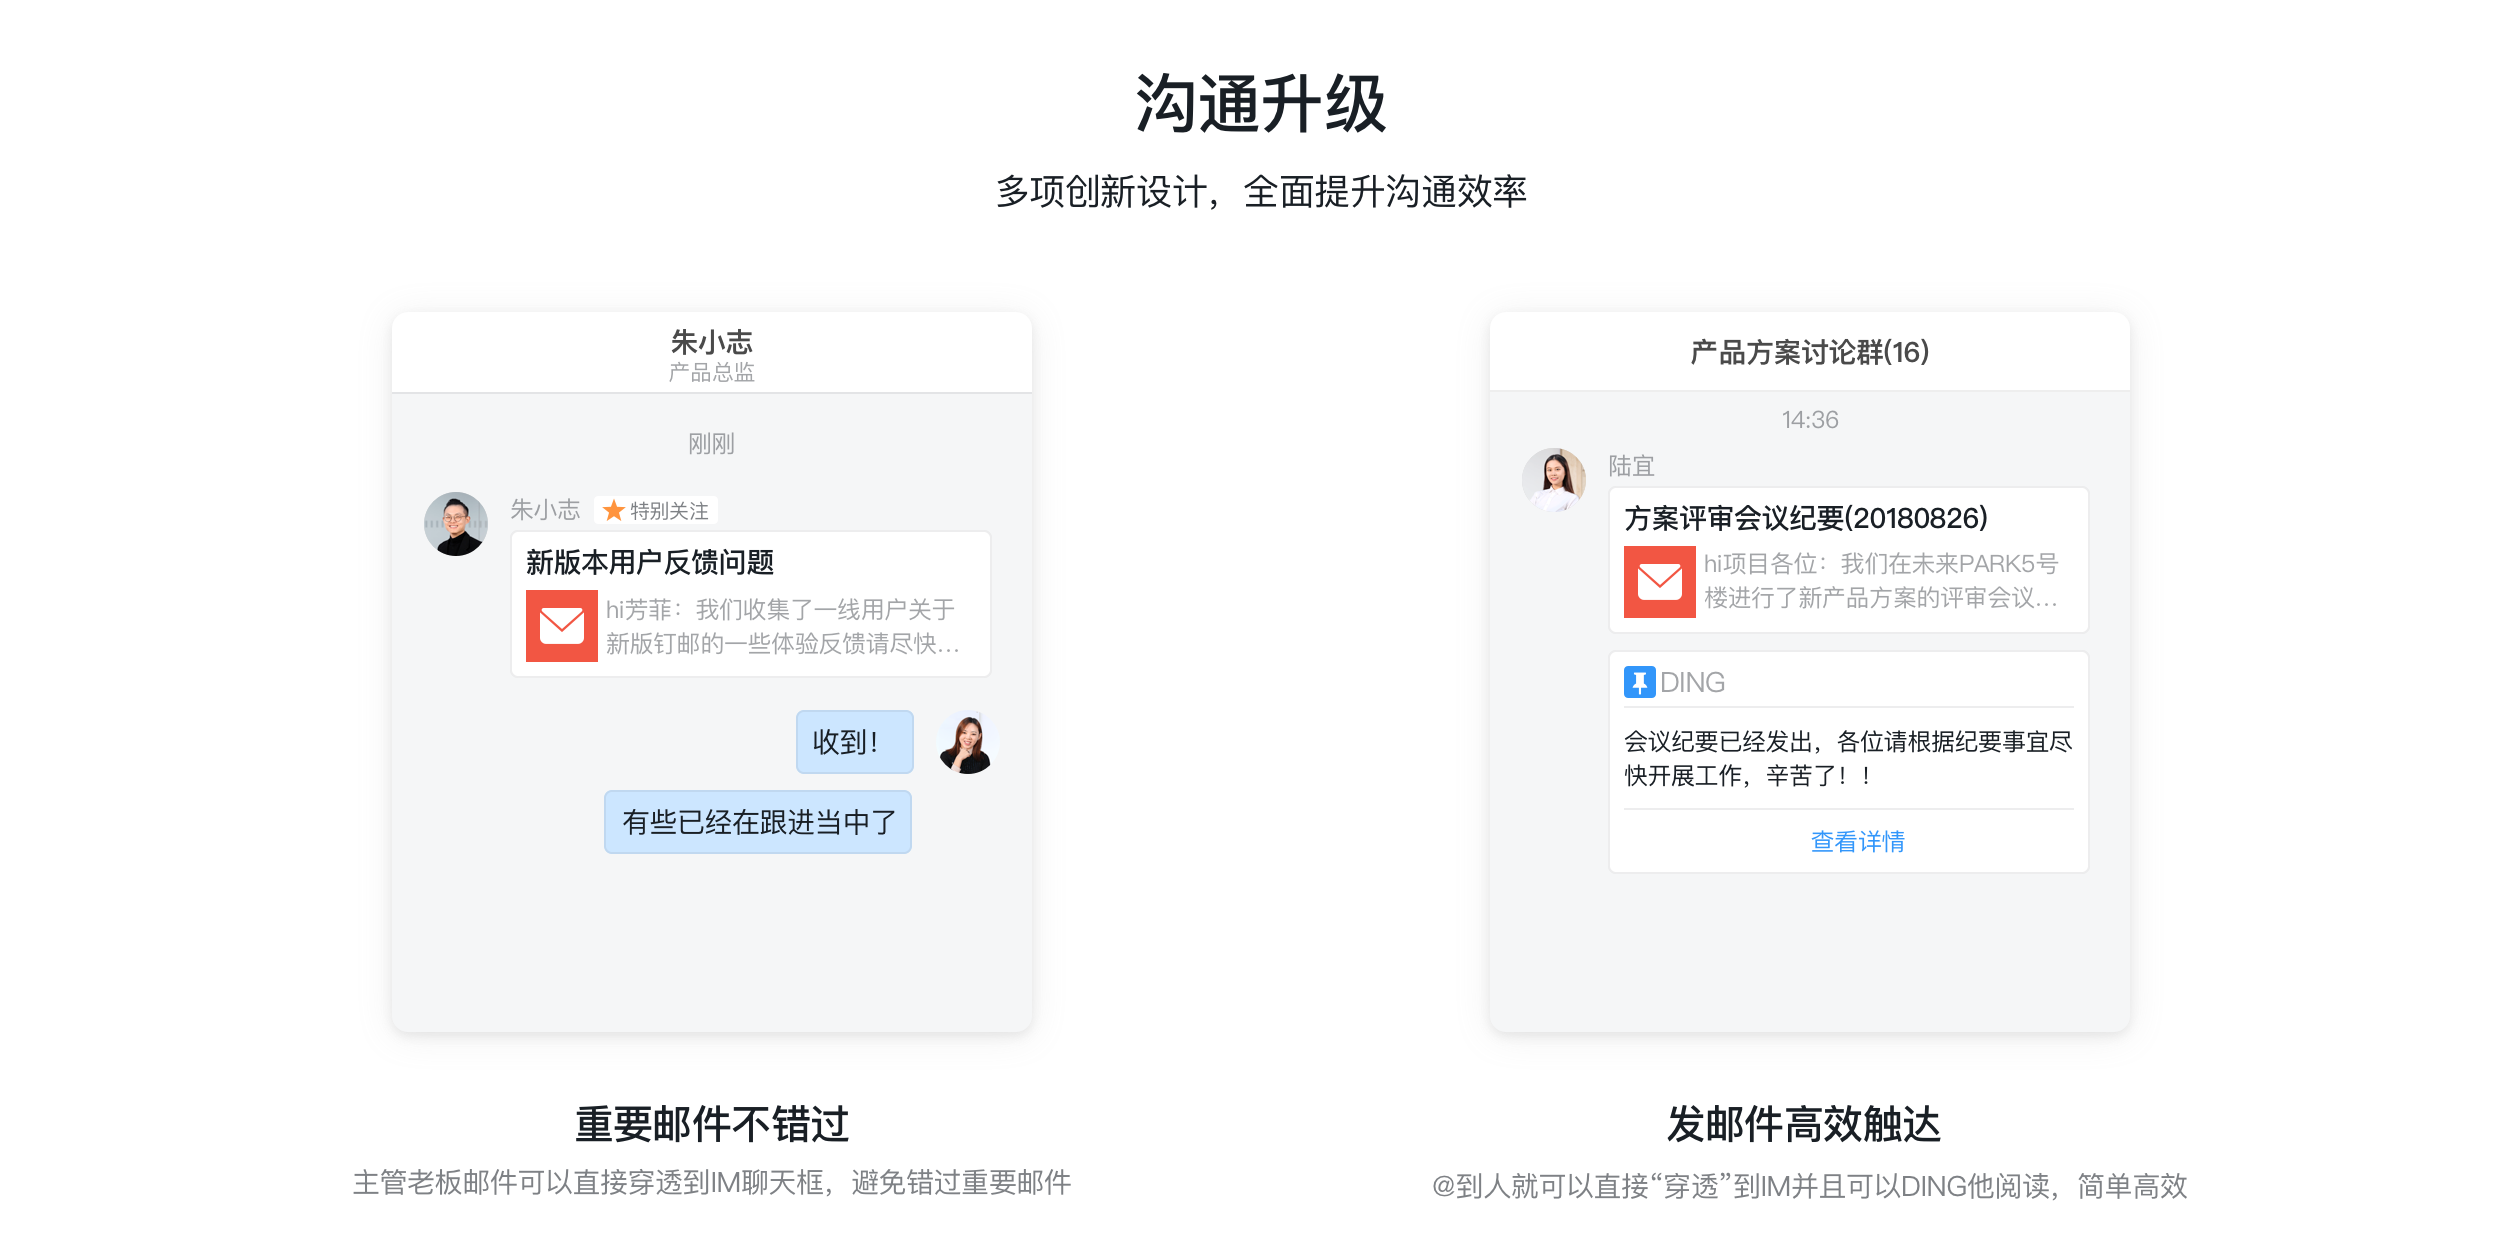 沟通升级
多项创新设计，全面提升沟通效率
朱小志
产品总监
刚刚
朱小志 特别关注
新版本用户反馈问题
hi芳菲：我们收集了一线用户关于
新版钉邮的一些体验反馈请尽快...
收到！
有些已经在跟进当中了
重要邮件不错过
主管老板邮件可以直接穿透到IM聊天框，避免错过重要邮件
产品方案讨论群(16)
14:36
陆宜
方案评审会议纪要(20180826)
hi项目各位：我们在未来PARK5号
楼进行了新产品方案的评审会议...
DING
会议纪要已经发出，各位请根据纪要事宜尽
快开展工作，辛苦了！！
查看详情
发邮件高效触达
@到人就可以直接“穿透”到IM并且可以DING他阅读，简单高效